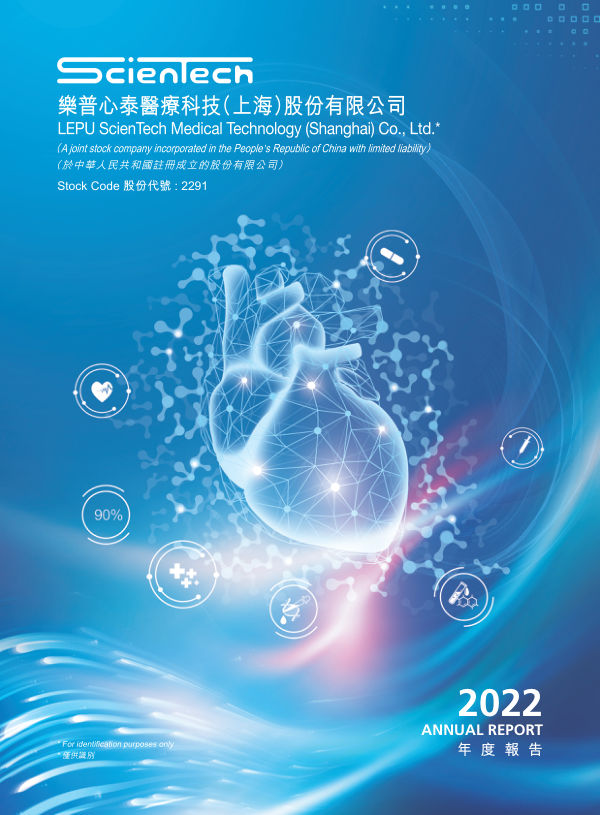 ScienTech
樂普心泰醫療科技(上海)股份有限公司
LEPU ScienTech Medical Technology (Shanghai) Co., Ltd.*
(A joint stock company incorporated in the People's Republic of China with limited liability)
(於中華人民共和國註冊成立的股份有限公司)
Stock Code 股份代號 : 2291
90%
2022
ANNUAL REPORT
年度報告
* For identification purposes only
* 僅供識別